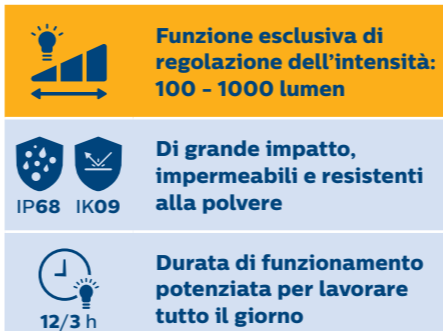 Funzione esclusiva di
regolazione dell'intensità:
100 - 1000 lumen
IP68 IK09
Di grande impatto,
impermeabili e resistenti
alla polvere
12/3 h
Durata di funzionamento
potenziata per lavorare
tutto il giorno